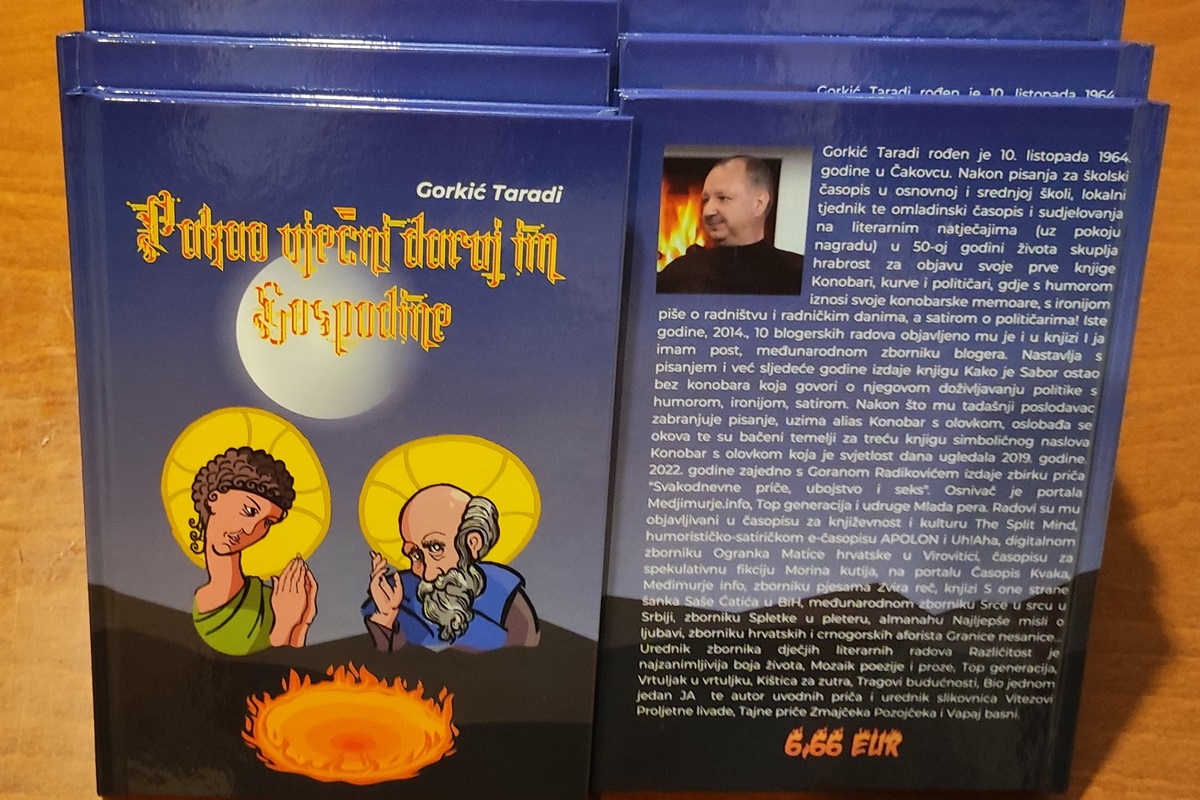 Gorkić Taradi
Pakao vječni daruj im
Gospodine
Gorkić Taradi rođen je 10. listopada 1964.
Gorkić Taradi rođen je 10. listopada 1964.
godine u Čakovcu. Nakon pisanja za školski
časopis u osnovnoj i srednjoj školi, lokalni
tjednik te omladinski časopis i sudjelovanja
na literarnim natječajima (uz pokoju
nagradu) u 50-oj godini života skuplja
hrabrost za objavu svoje prve knjige
Konobari, kurve i političari, gdje s humorom
iznosi svoje konobarske memoare, s ironijom
piše o radništvu i radničkim danima, a satirom o političarima! Iste
godine, 2014., 10 blogerskih radova objavljeno mu je i u knjizi I ja
imam post, međunarodnom zborniku blogera. Nastavlja s
pisanjem i već sljedeće godine izdaje knjigu Kako je Sabor ostao
bez konobara koja govori o njegovom doživljavanju politike s
humorom, ironijom, satirom. Nakon što mu tadašnji poslodavac
zabranjuje pisanje, uzima alias Konobar s olovkom, oslobađa se
okova te su bačeni temelji za treću knjigu simboličnog naslova
Konobar s olovkom koja je svjetlost dana ugledala 2019. godine.
2022. godine zajedno s Goranom Radikovićem izdaje zbirku priča
"Svakodnevne priče, ubojstvo i seks". Osnivač je portala
Medjimurje.info, Top generacija i udruge Mlada pera. Radovi su mu
objavljivani u časopisu za književnost i kulturu The Split Mind,
humorističko-satiričkom e-časopisu APOLON i Uh!Aha, digitalnom
zborniku Ogranka Matice hrvatske u Virovitici, časopisu za
spekulativnu fikciju Morina kutija, na portalu Časopis Kvaka,
Međimurje info, zborniku pjesama Zvira reč, knjizi S one strane
šanka Saše Ćatića u BiH, međunarodnom zborniku Srce u srcu u
Srbiji, zborniku Spletke u pleteru, almanahu Najljepše misli o
ljubavi, zborniku hrvatskih i crnogorskih aforista Granice nesanice...
Urednik zbornika dječjih literarnih radova Različitost je
najzanimljivija boja života, Mozaik poezije i proze, Top generacija,
Vrtuljak u vrtuljku, Kištica za zutra, Tragovi budućnosti, Bio jednom
jedan JA te autor uvodnih priča i urednik slikovnica Vitezovi
Proljetne livade, Tajne priče Zmajčeka Pozojčeka i Vapaj basni.
6,66 EUR